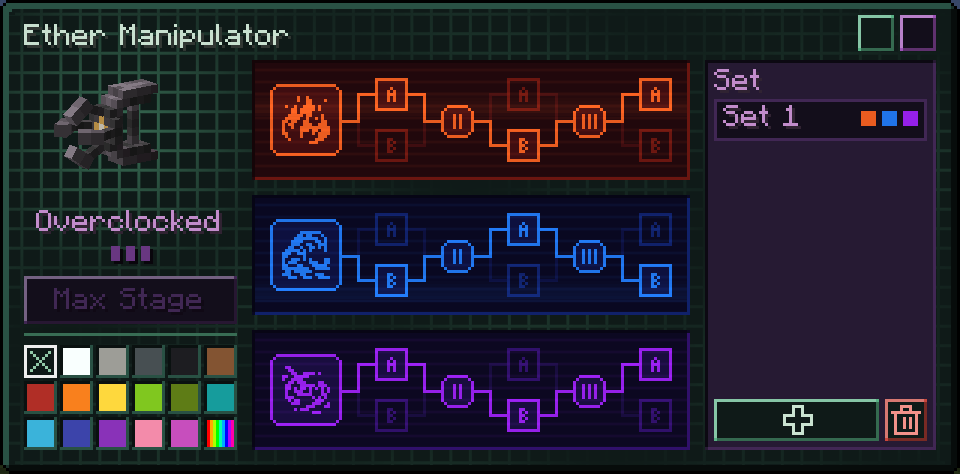 Ether Manipulator
Overclocked
Max Stage
A A A
II III
B B B
A A A
II III
B B B
A A A
II III
B B B
Set
Set 1